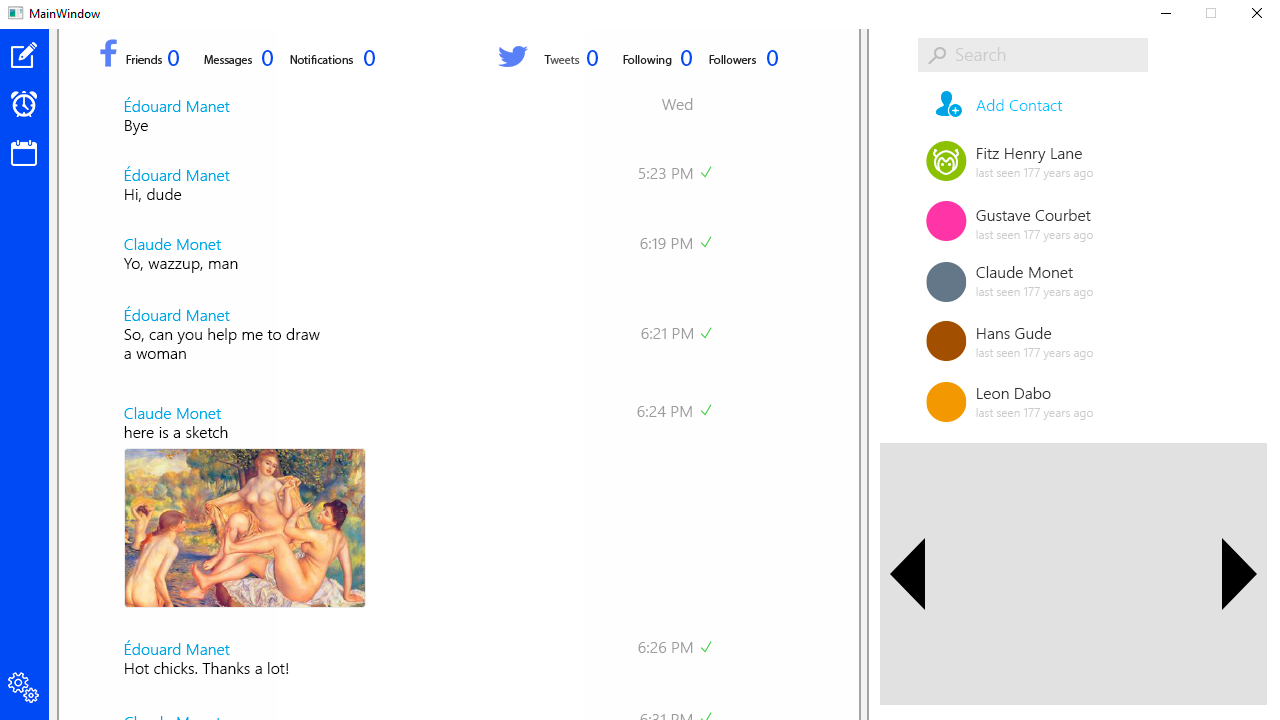 MainWindow
Friends 0 Messages 0 Notifications 0
Tweets 0 Following 0 Followers 0
Édouard Manet Wed
Bye
Édouard Manet
Hi, dude 5:23 PM
Claude Monet
Yo, wazzup, man 6:19 PM
Édouard Manet
So, can you help me to draw 6:21 PM
a woman
Claude Monet 6:24 PM
here is a sketch
Édouard Manet 6:26 PM
Hot chicks. Thanks a lot!
Claude Monet 6:31 PM
Search
Add Contact
Fitz Henry Lane
last seen 177 years ago
Gustave Courbet
last seen 177 years ago
Claude Monet
last seen 177 years ago
Hans Gude
last seen 177 years ago
Leon Dabo
last seen 177 years ago